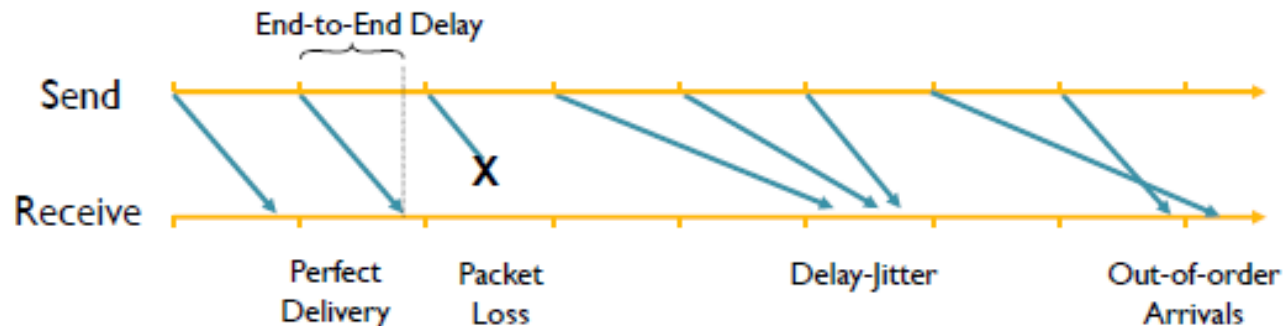 End-to-End Delay
Send
X
Receive
Perfect
Delivery
Packet
Loss
Delay-Jitter
Out-of-order
Arrivals